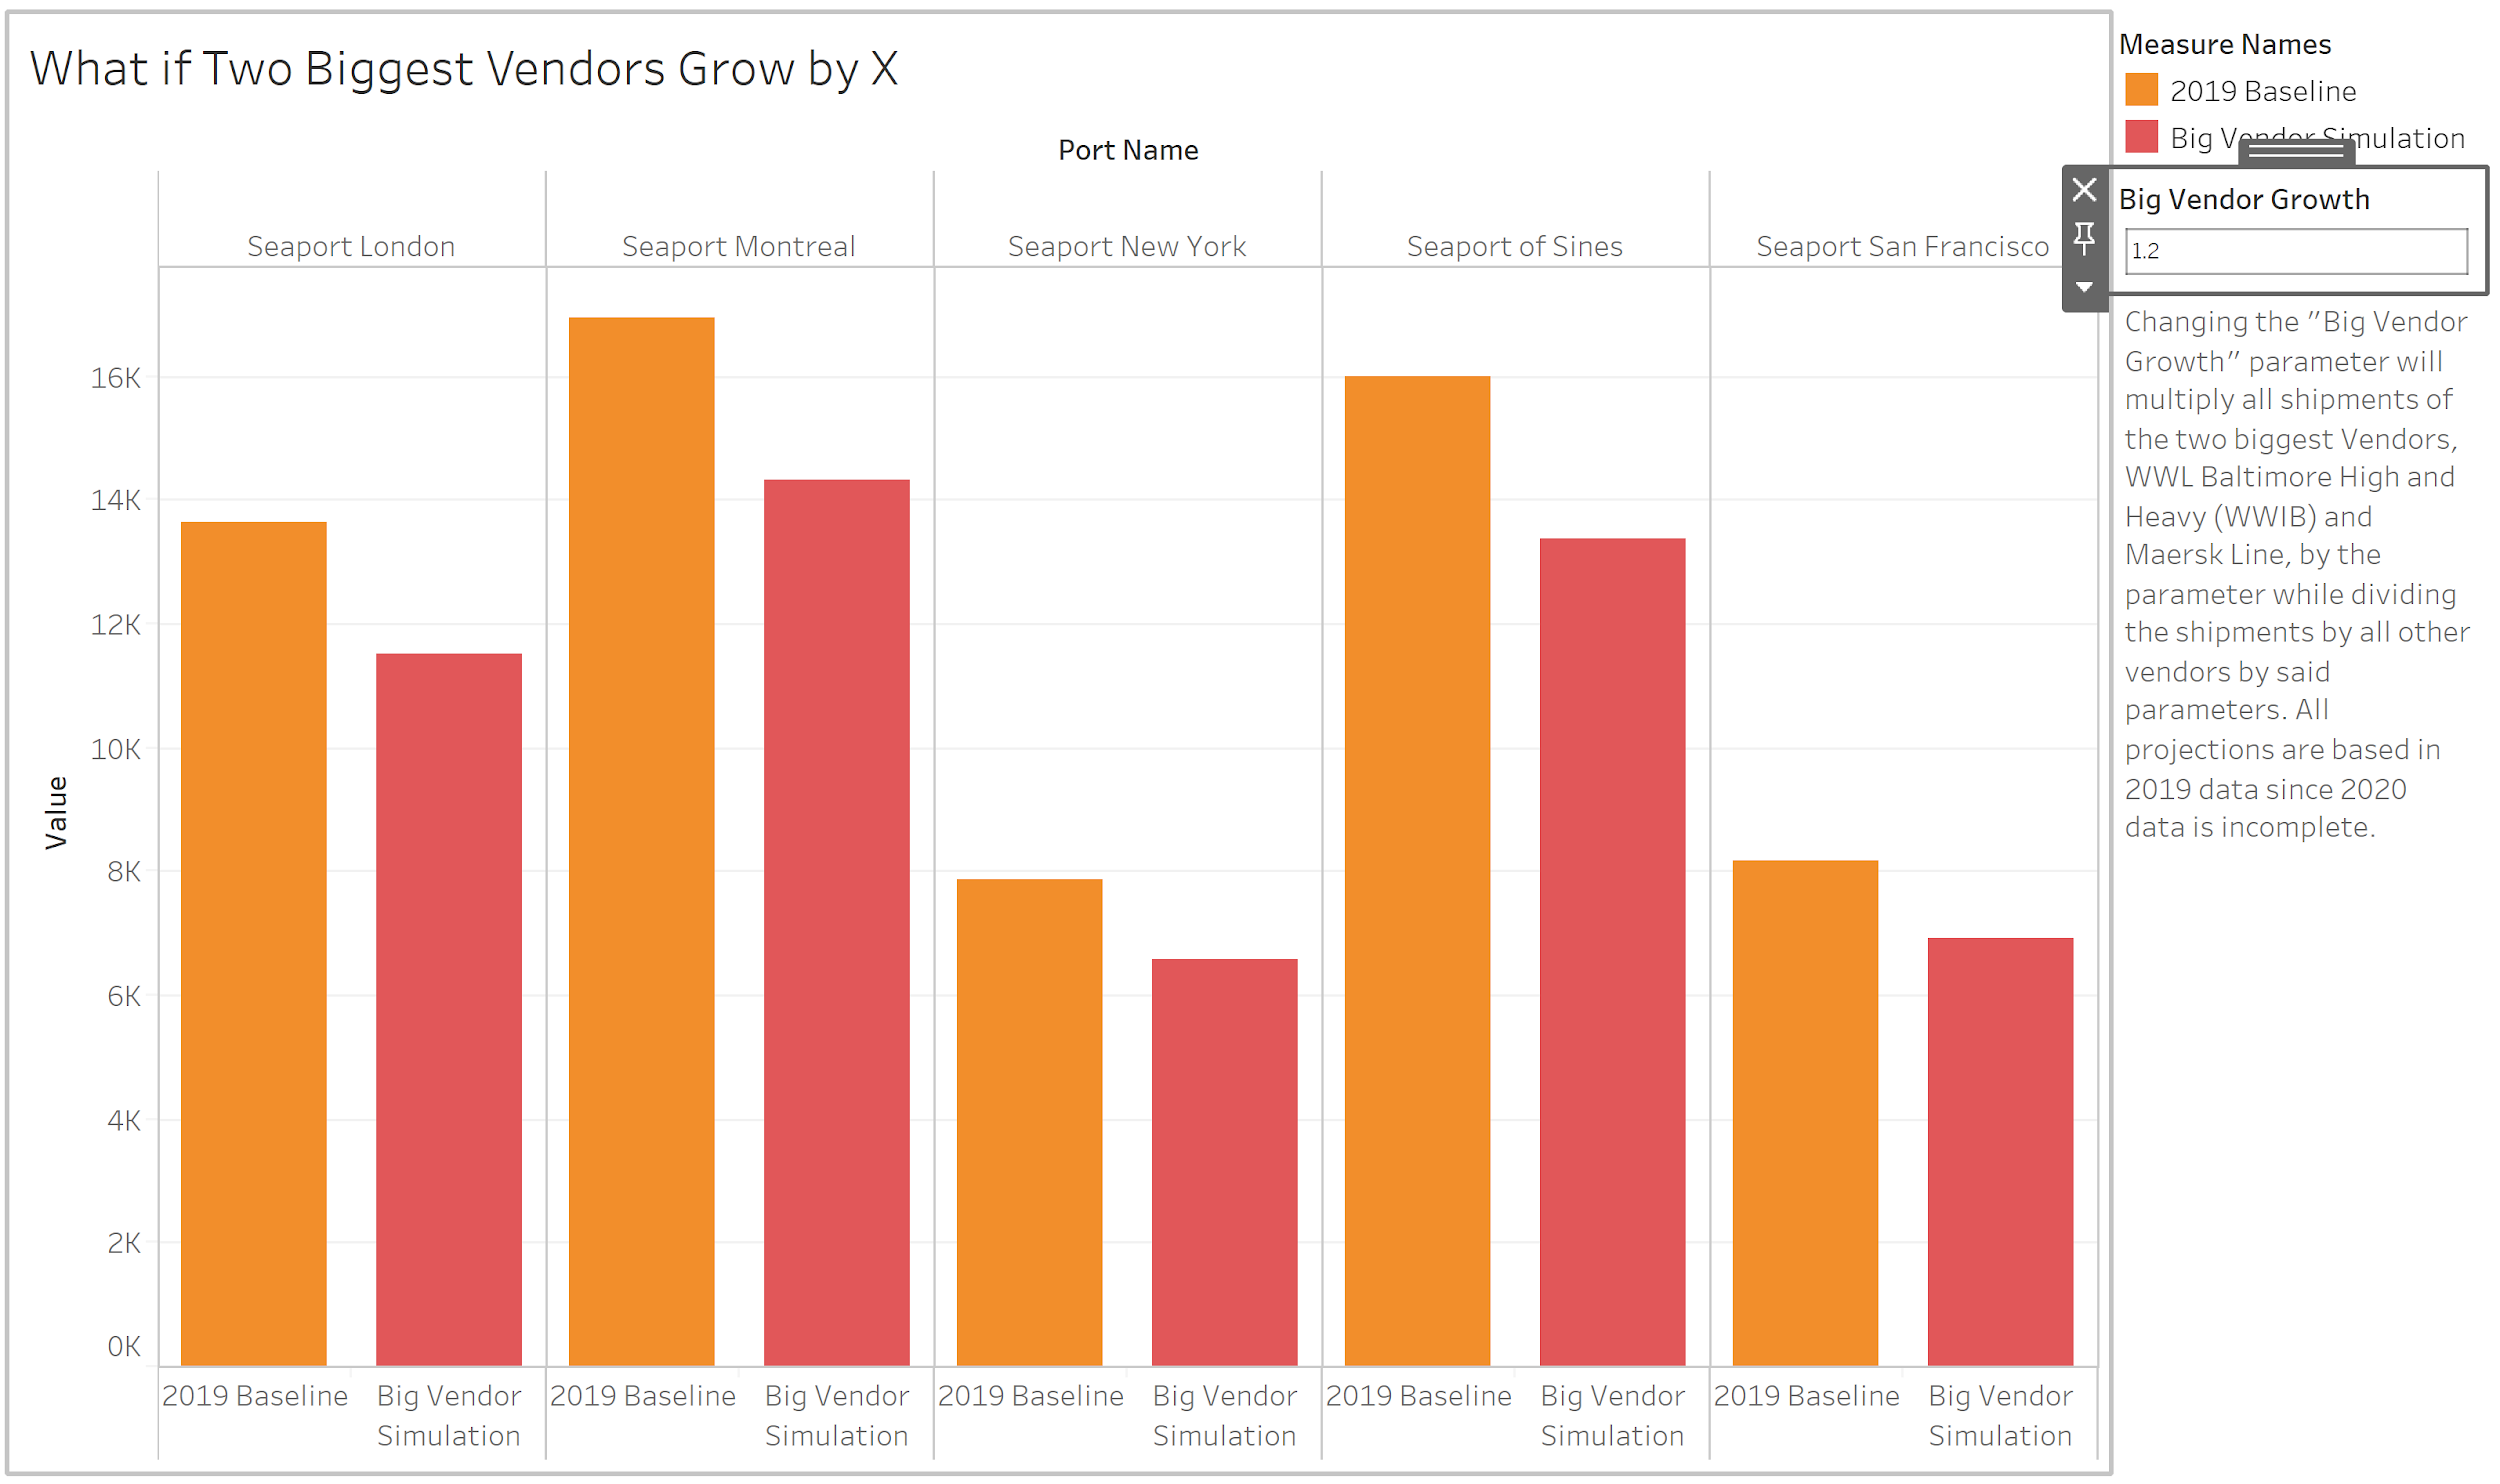 What if Two Biggest Vendors Grow by X
Port Name
Seaport London Seaport Montreal Seaport New York Seaport of Sines Seaport San Francisco
16K
14K
12K
10K
8K
6K
4K
2K
0K
Value
2019 Baseline Big Vendor Simulation 2019 Baseline Big Vendor Simulation 2019 Baseline Big Vendor Simulation 2019 Baseline Big Vendor Simulation 2019 Baseline Big Vendor Simulation
Measure Names
2019 Baseline
Big Vendor Simulation
Big Vendor Growth
1.2
Changing the "Big Vendor
Growth" parameter will
multiply all shipments of
the two biggest Vendors,
WWL Baltimore High and
Heavy (WWIB) and
Maersk Line, by the
parameter while dividing
the shipments by all other
vendors by said
parameters. All
projections are based in
2019 data since 2020
data is incomplete.